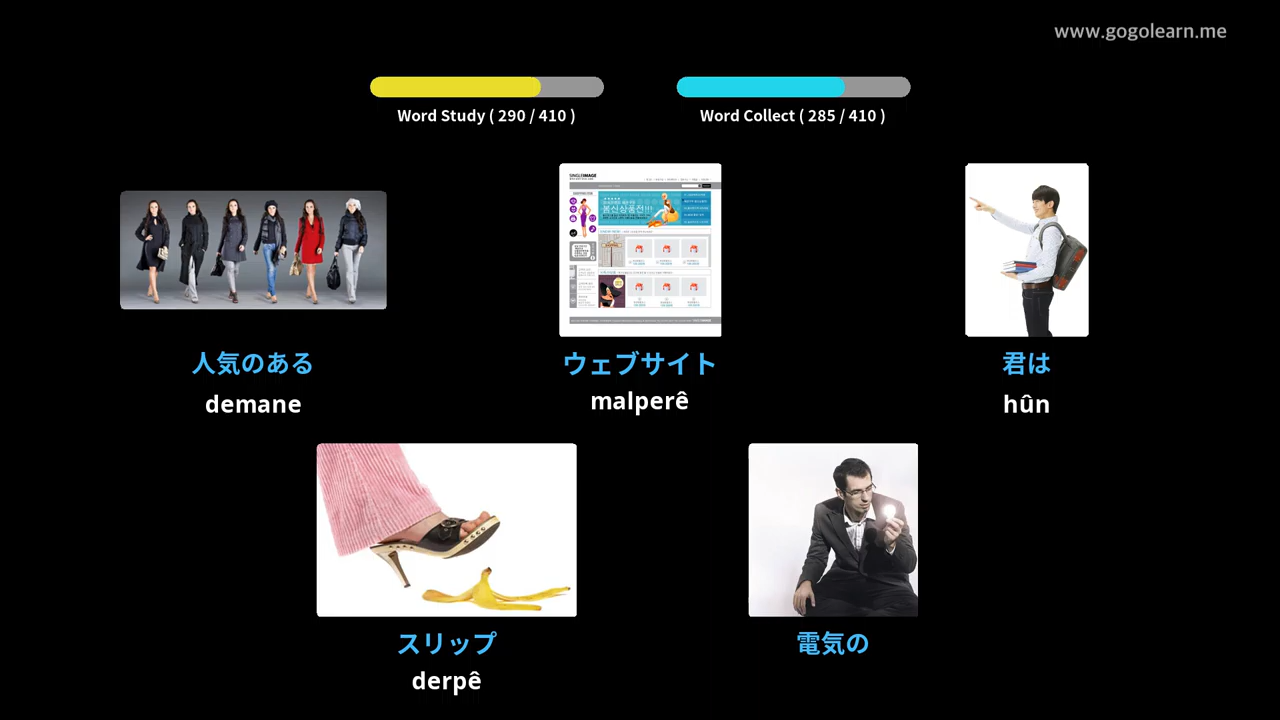 www.gogolearn.me
Word Study ( 290 / 410 )
Word Collect ( 285 / 410 )
人気のある
demane
ウェブサイト
malperê
君は
hûn
スリップ
derpê
電気の